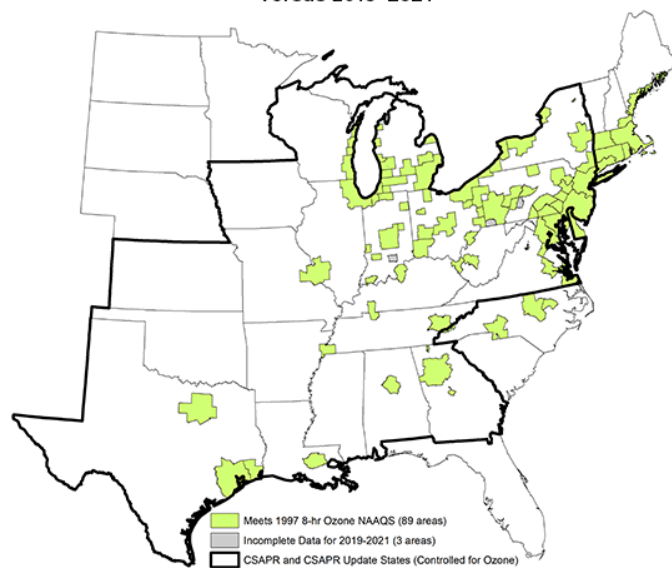 Meets 1997 8-hr Ozone NAAQS (89 areas)
Incomplete Data for 2019-2021 (3 areas)
CSAPR and CSAPR Update States (Controlled for Ozone)